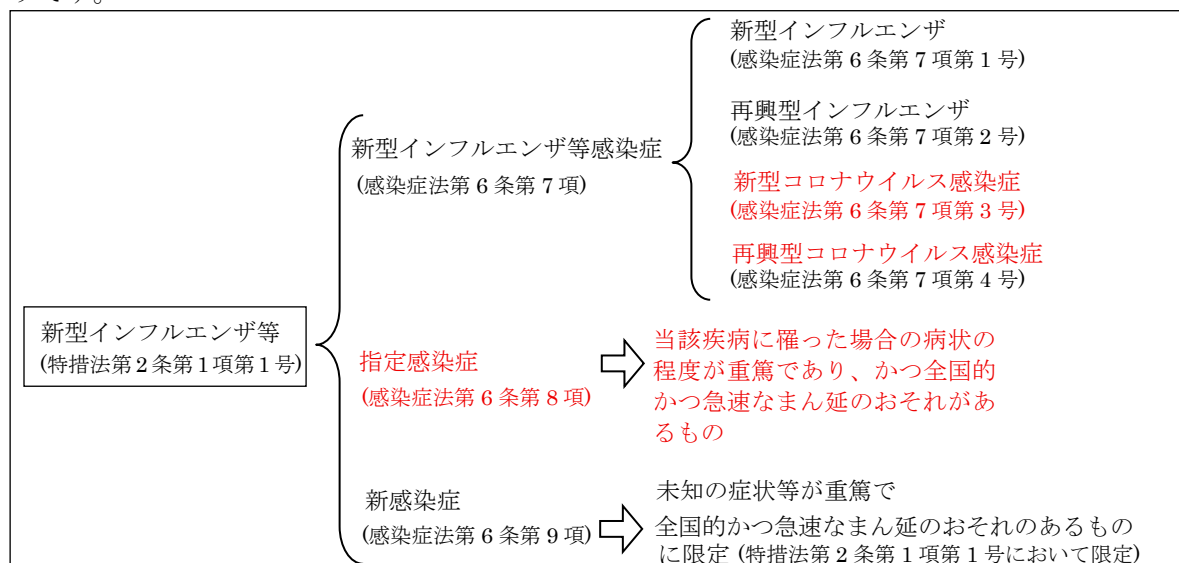 新型インフルエンザ
(感染症法第6条第7項第1号)
再興型インフルエンザ
(感染症法第6条第7項第2号)
新型インフルエンザ等感染症
(感染症法第6条第7項)
新型コロナウイルス感染症
(感染症法第6条第7項第3号)
再興型コロナウイルス感染症
(感染症法第6条第7項第4号)
新型インフルエンザ等
(特措法第2条第1項第1号)
指定感染症
(感染症法第6条第8項)
当該疾病に罹った場合の病状の
程度が重篤であり、かつ全国的
かつ急速なまん延のおそれがあ
るもの
新感染症
(感染症法第6条第9項)
未知の症状等が重篤で
全国的かつ急速なまん延のおそれのあるもの
に限定 (特措法第2条第1項第1号において限定)